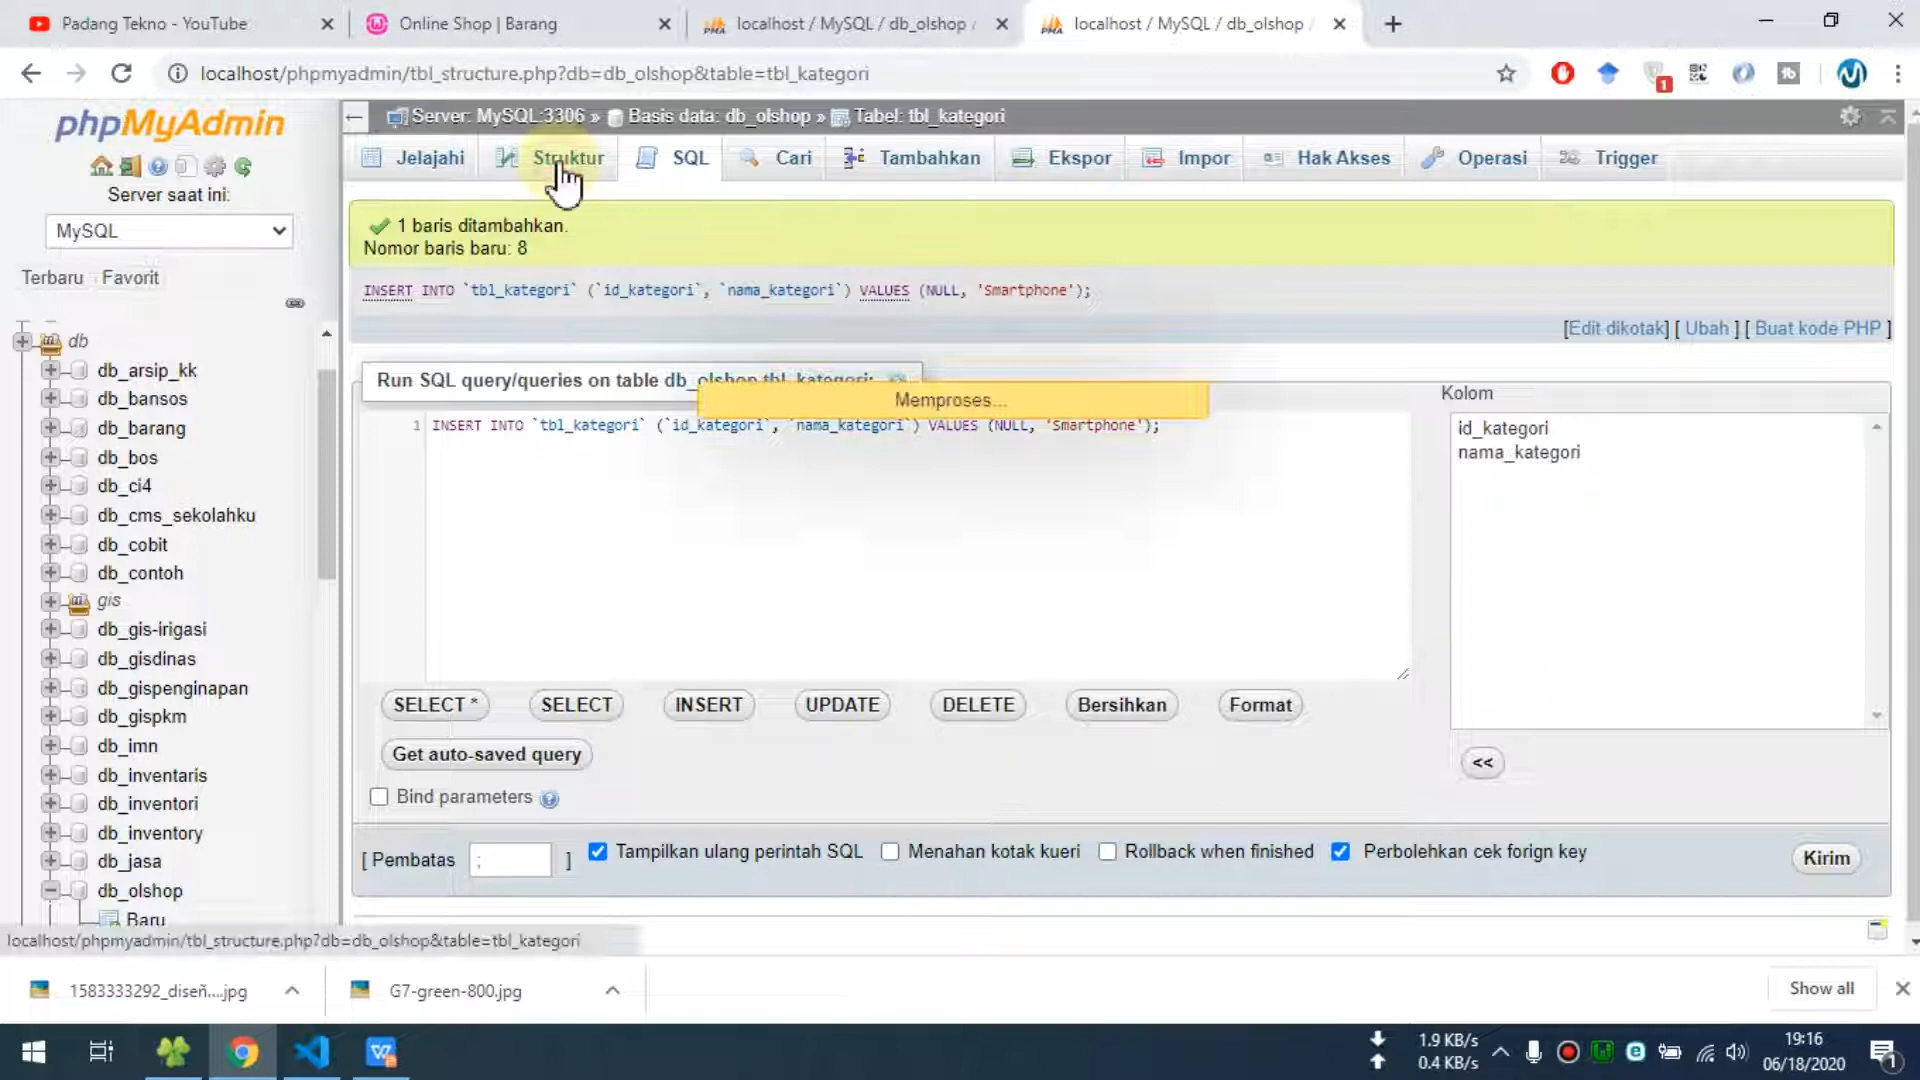 Padang Tekno - YouTube
Online Shop | Barang
localhost / MySQL / db_olshop /
localhost / MySQL / db_olshop /
localhost/phpmyadmin/tbl_structure.php?db=db_olshop&table=tbl_kategori
1
phpMyAdmin
Server saat ini:
MySQL
Terbaru Favorit
db
db_arsip_kk
db_bansos
db_barang
db_bos
db_ci4
db_cms_sekolahku
db_cobit
db_contoh
gis
db_gis-irigasi
db_gisdinas
db_gispenginapan
db_gispkm
db_imn
db_inventaris
db_inventori
db_inventory
db_jasa
db_olshop
Baru
Server: MySQL:3306 » Basis data: db_olshop » Tabel: tbl_kategori
Jelajahi Struktur SQL Cari Tambahkan Ekspor Impor Hak Akses Operasi Trigger
1 baris ditambahkan.
Nomor baris baru: 8
INSERT INTO `tbl_kategori` (`id_kategori`, `nama_kategori`) VALUES (NULL, 'Smartphone');
[Edit dikotak] [ Ubah ] [ Buat kode PHP ]
Run SQL query/queries on table db_olshop.tbl_kategori:
Memproses...
1 INSERT INTO `tbl_kategori` (`id_kategori`, `nama_kategori`) VALUES (NULL, 'Smartphone');
Kolom
id_kategori
nama_kategori
SELECT * SELECT INSERT UPDATE DELETE Bersihkan Format
Get auto-saved query
<<
Bind parameters
[ Pembatas ; ] Tampilkan ulang perintah SQL Menahan kotak kueri Rollback when finished Perbolehkan cek forign key
Kirim
localhost/phpmyadmin/tbl_structure.php?db=db_olshop&table=tbl_kategori
1583333292_diseñ....jpg
G7-green-800.jpg
Show all
1.9 KB/s
0.4 KB/s
19:16
06/18/2020
1